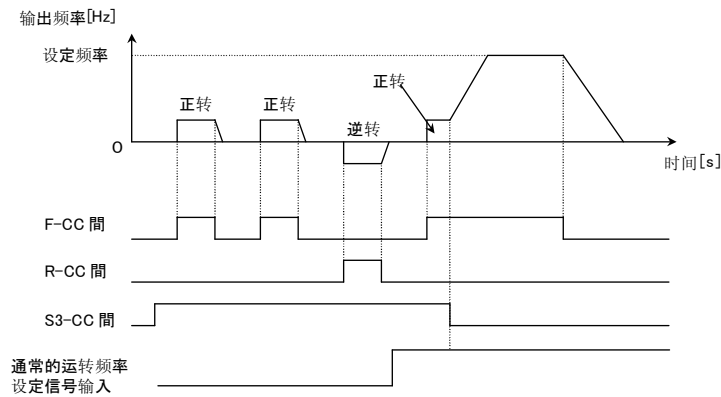 输出频率[Hz]
设定频率
正转
正转
逆转
正转
O
时间[s]
F-CC 間
R-CC 間
S3-CC 間
通常的运转频率
设定信号输入